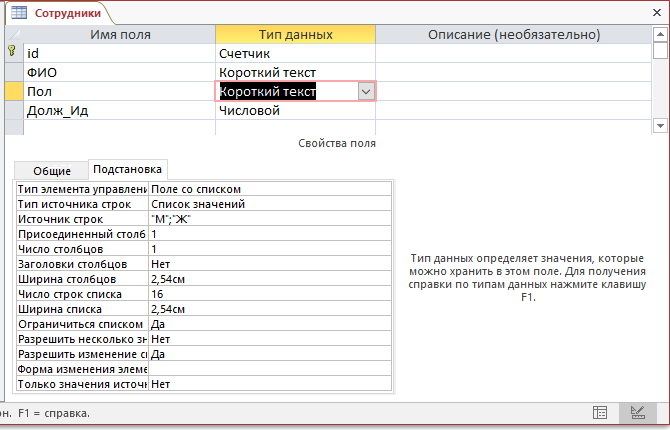 Сотрудники
Имя поля Тип данных Описание (необязательно)
id Счетчик
ФИО Короткий текст
Пол Короткий текст
Долж_Ид Числовой
Свойства поля
Общие Подстановка
Тип элемента управлени Поле со списком
Тип источника строк Список значений
Источник строк "М";"Ж"
Присоединенный столб 1
Число столбцов 1
Заголовки столбцов Нет
Ширина столбцов 2,54см
Число строк списка 16
Ширина списка 2,54см
Ограничиться списком Да
Разрешить несколько зн Нет
Разрешить изменение сп Да
Форма изменения элеме
Только значения источн Нет
Тип данных определяет значения, которые
можно хранить в этом поле. Для получения
справки по типам данных нажмите клавишу
F1.
он. F1 = справка.